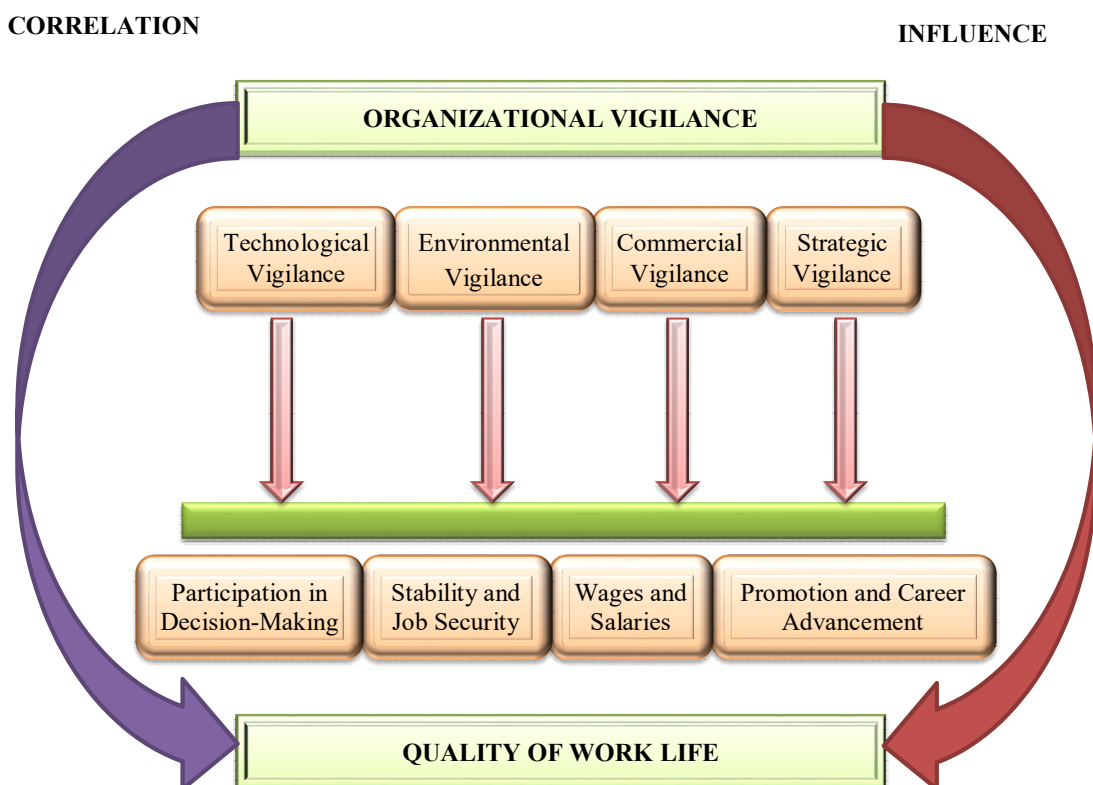 CORRELATION
INFLUENCE
ORGANIZATIONAL VIGILANCE
Technological
Vigilance
Environmental
Vigilance
Commercial
Vigilance
Strategic
Vigilance
Participation in
Decision-Making
Stability and
Job Security
Wages and
Salaries
Promotion and Career
Advancement
QUALITY OF WORK LIFE